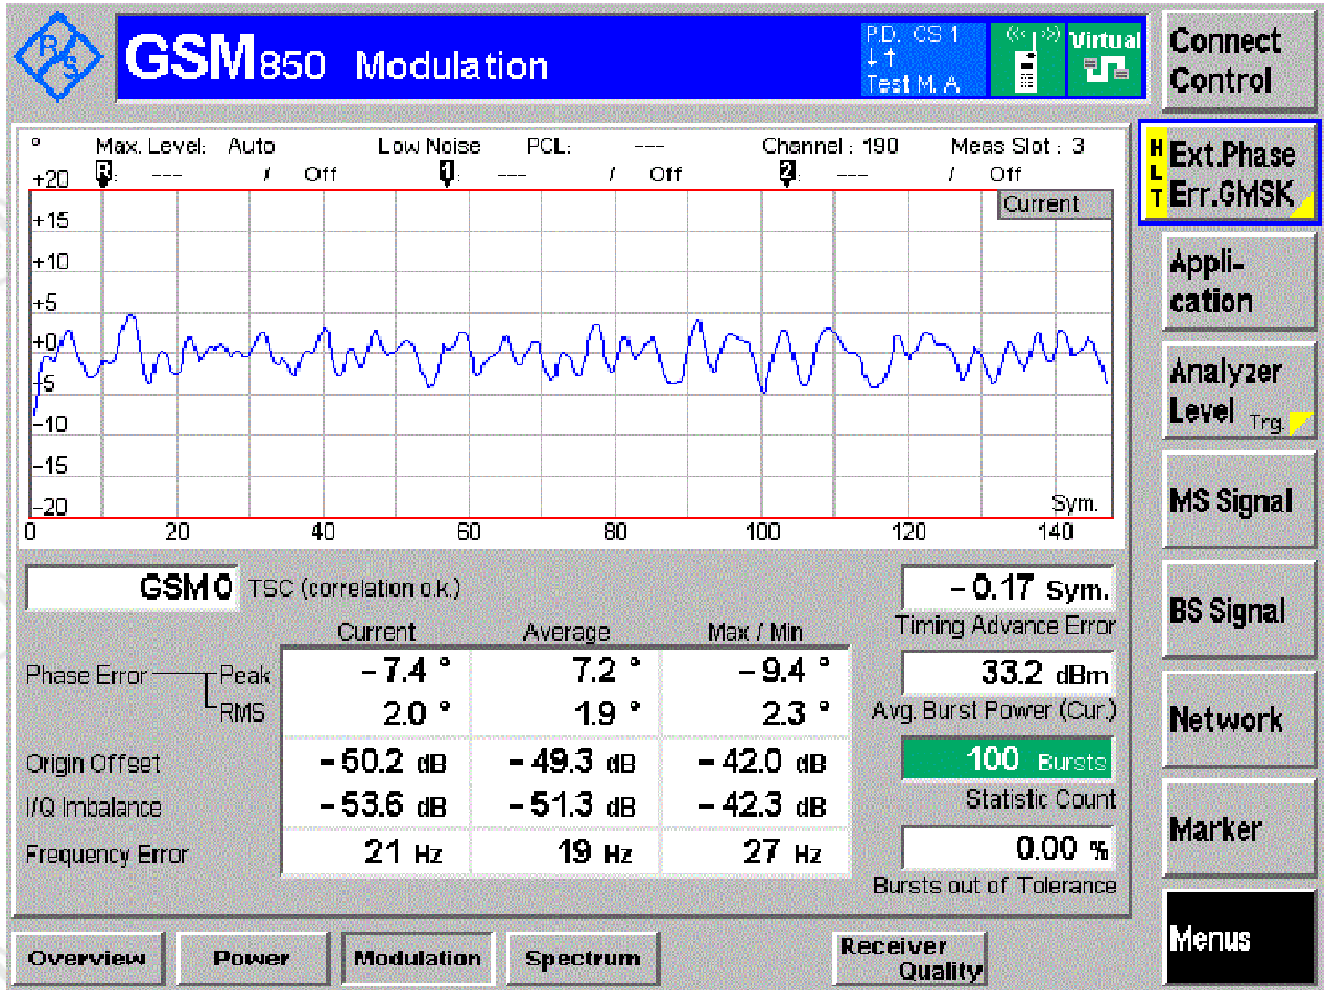 R S
GSM850 Modulation
P.D. CS 1
Test M. A.
Virtual
Connect
Control
° Max. Level: Auto Low Noise PCL: --- Channel : 190 Meas Slot : 3
R: --- / Off 1: --- / Off 2: --- / Off
Current
+20
+15
+10
+5
+0
-5
-10
-15
-20
Sym.
0 20 40 60 80 100 120 140
HLT
Ext.Phase
Err.GMSK
Appli-
cation
Analyzer
Level Trg.
MS Signal
BS Signal
Network
Marker
Menus
GSM 0 TSC (correlation o.k.)
Current Average Max / Min
Phase Error Peak -7.4 ° 7.2 ° -9.4 °
RMS 2.0 ° 1.9 ° 2.3 °
Origin Offset -50.2 dB -49.3 dB -42.0 dB
I/Q Imbalance -53.6 dB -51.3 dB -42.3 dB
Frequency Error 21 Hz 19 Hz 27 Hz
-0.17 Sym.
Timing Advance Error
33.2 dBm
Avg. Burst Power (Cur.)
100 Bursts
Statistic Count
0.00 %
Bursts out of Tolerance
Overview Power Modulation Spectrum
Receiver
Quality